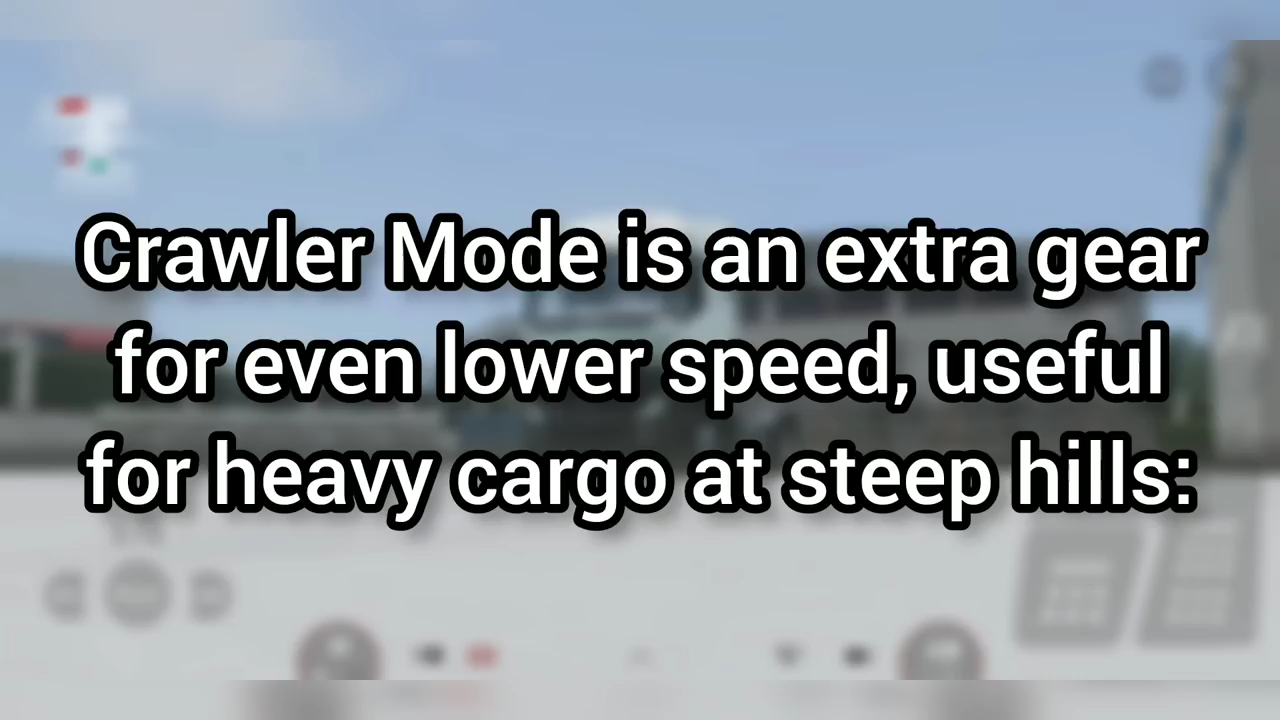 Crawler Mode is an extra gear
for even lower speed, useful
for heavy cargo at steep hills: